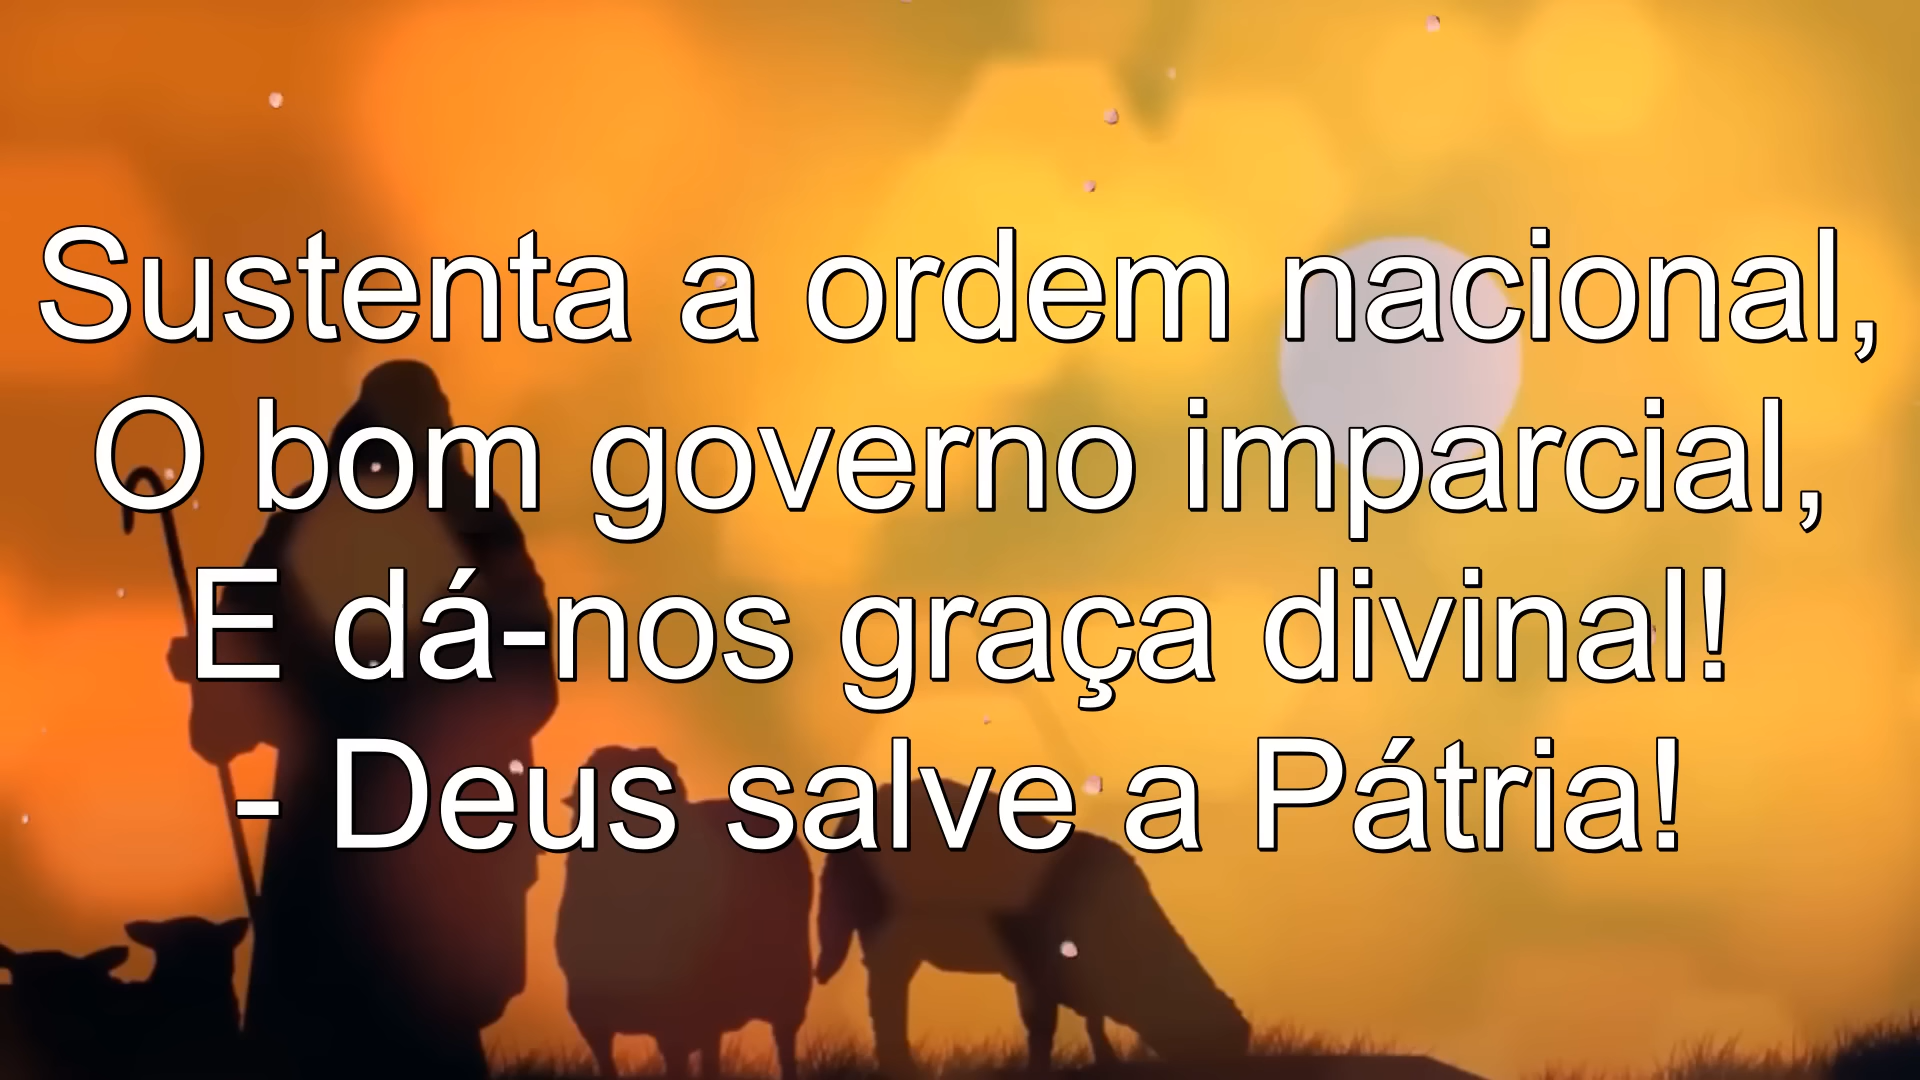 Sustenta a ordem nacional,
O bom governo imparcial,
E dá-nos graça divinal!
- Deus salve a Pátria!